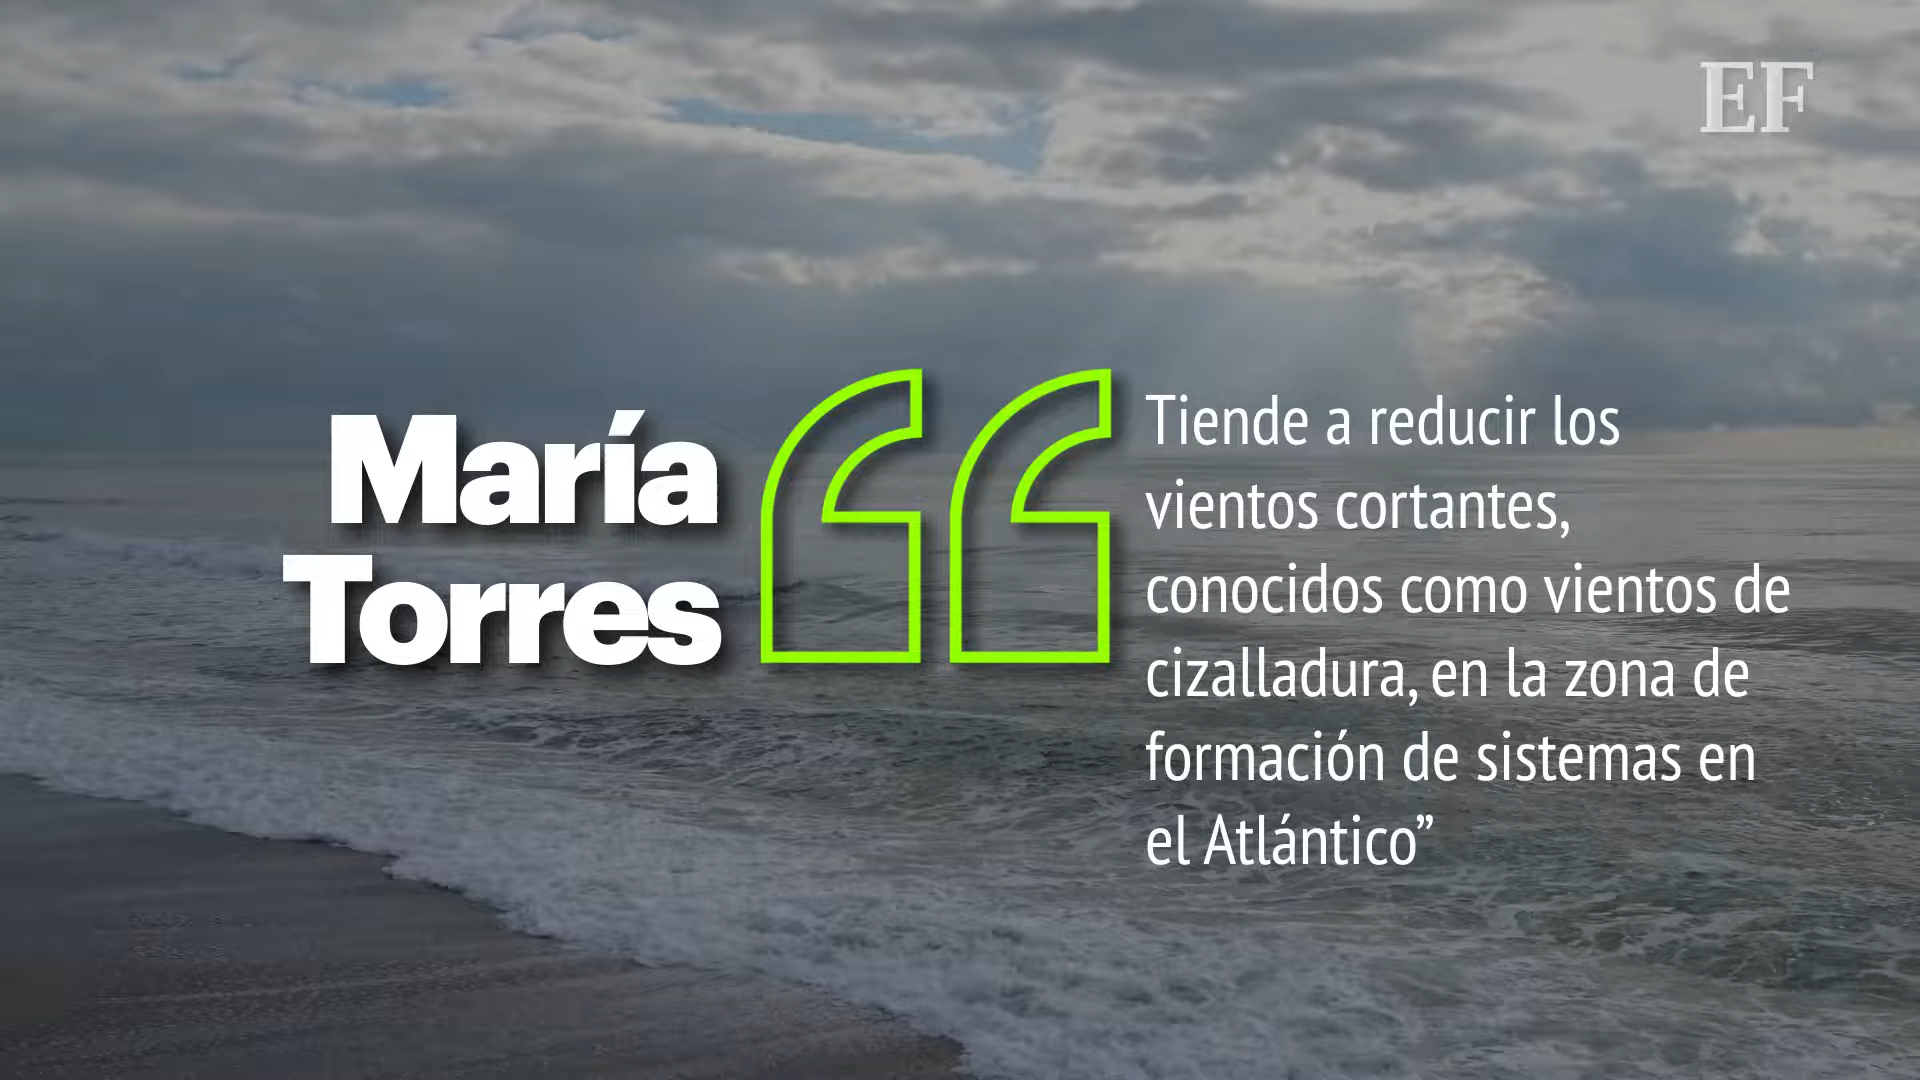 EF
María
Torres
Tiende a reducir los
vientos cortantes,
conocidos como vientos de
cizalladura, en la zona de
formación de sistemas en
el Atlántico”